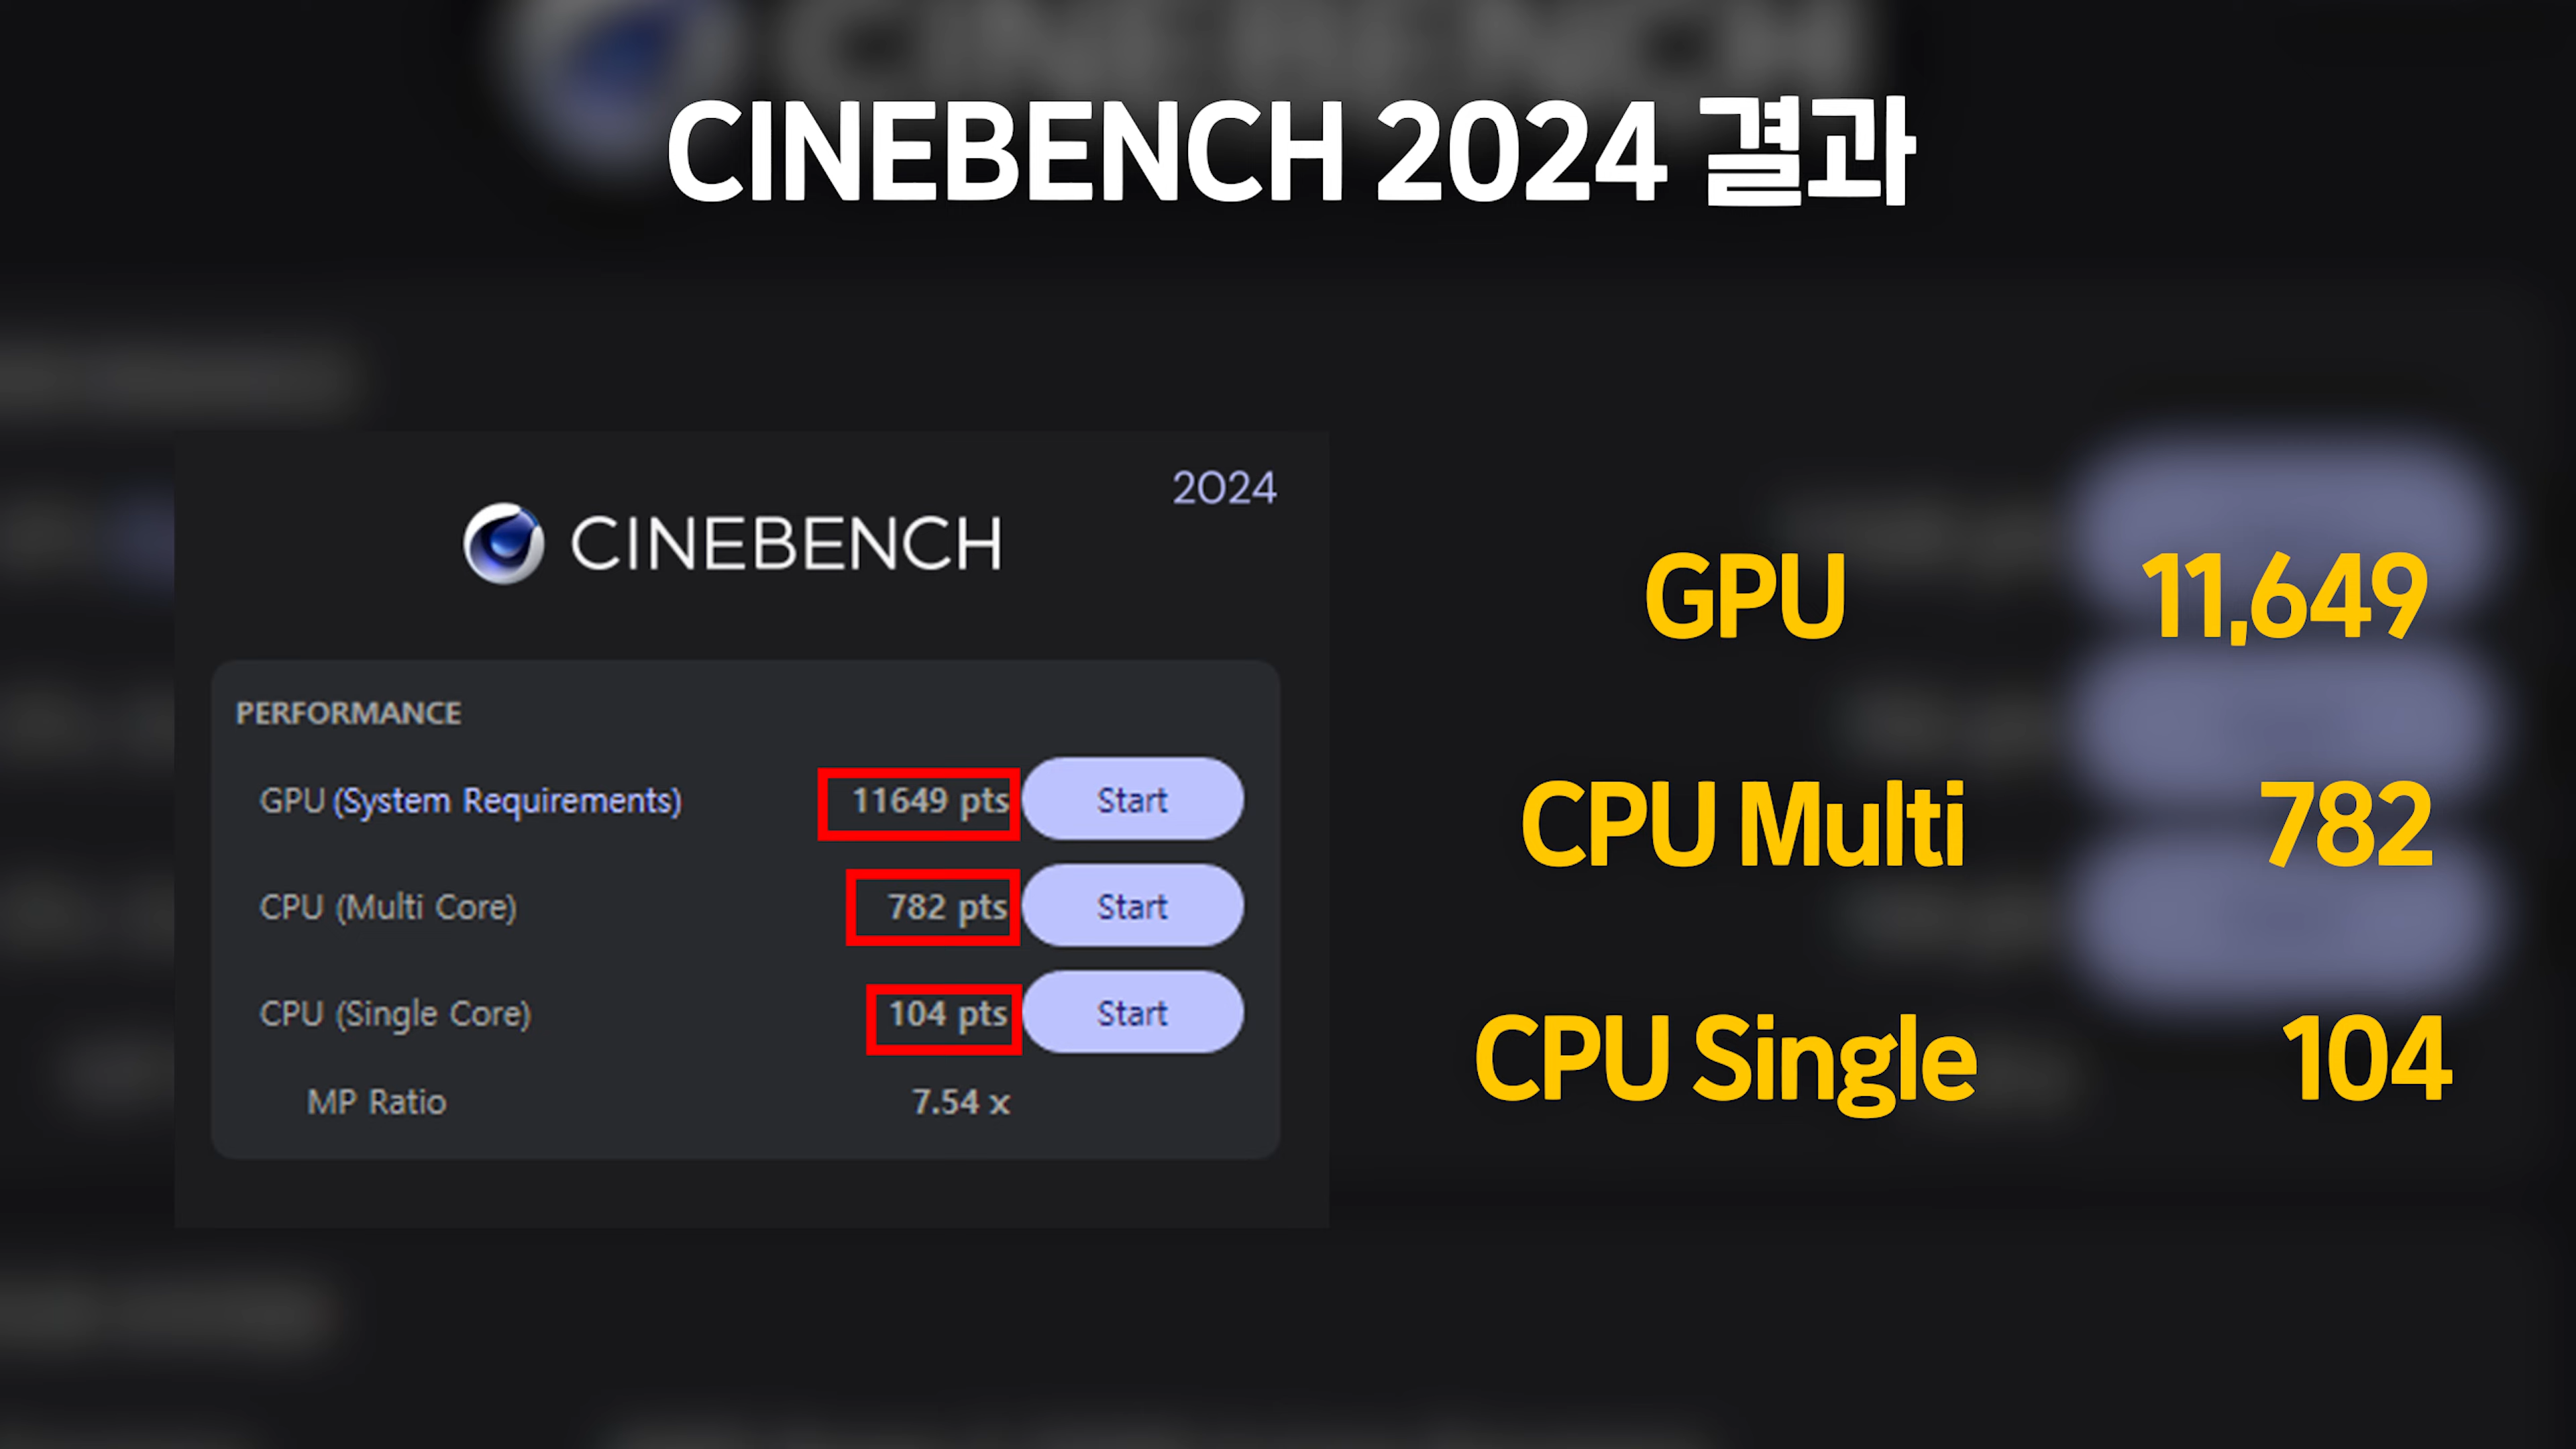 CINEBENCH 2024 결과
2024
CINEBENCH
PERFORMANCE
GPU (System Requirements) 11649 pts Start
CPU (Multi Core) 782 pts Start
CPU (Single Core) 104 pts Start
MP Ratio 7.54 x
GPU 11,649
CPU Multi 782
CPU Single 104